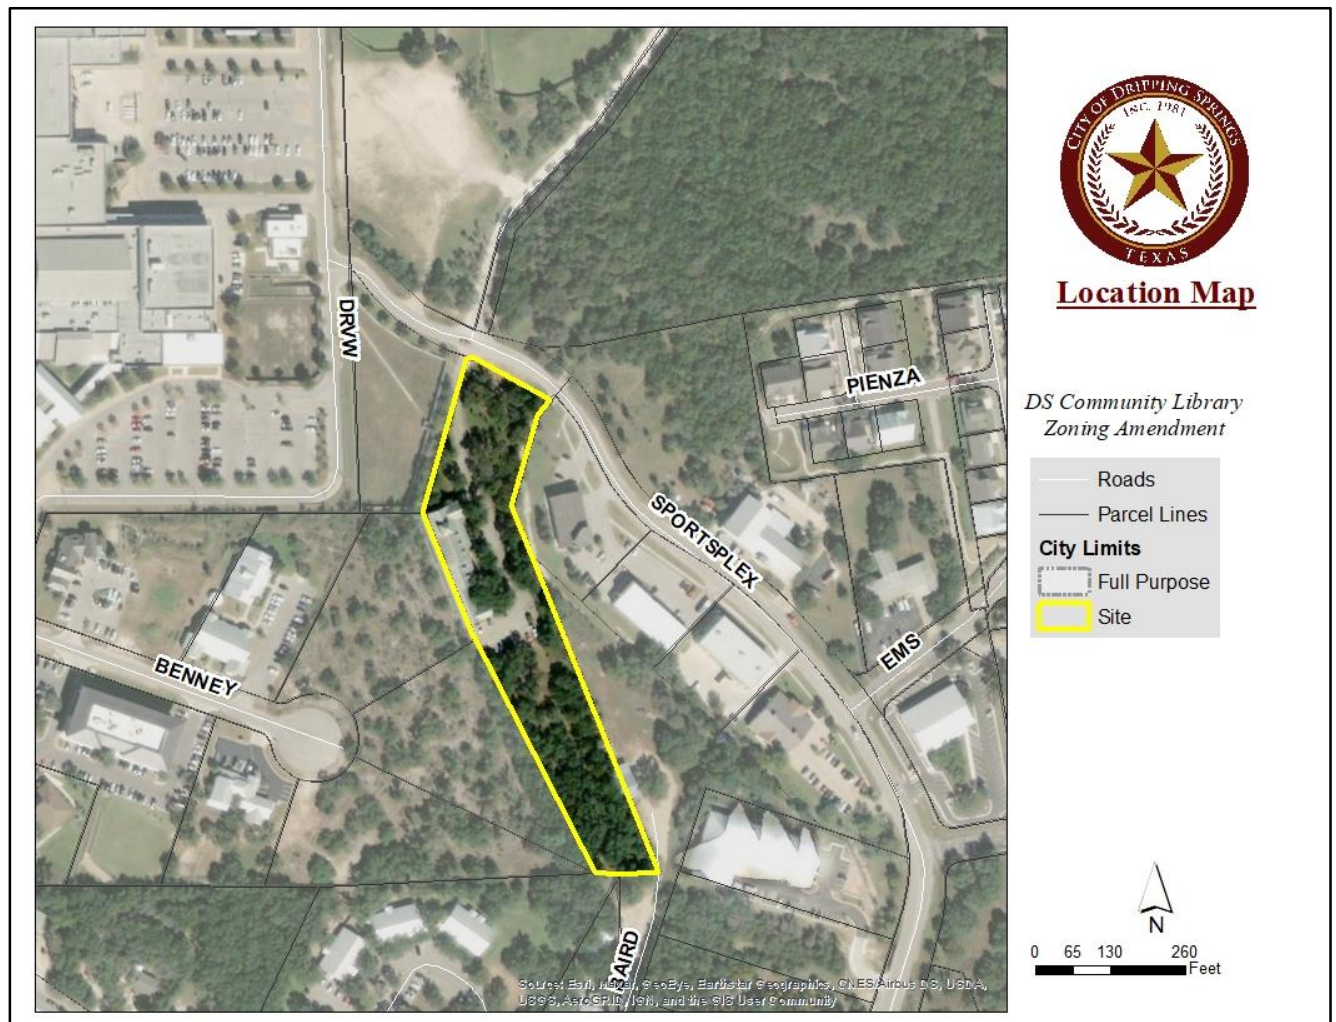 CITY OF DRIPPING SPRINGS
INC. 1981
TEXAS
Location Map
DS Community Library
Zoning Amendment
Roads
Parcel Lines
City Limits
Full Purpose
Site
DRVW
PIENZA
SPORTSPLEX
EMS
BENNEY
BAIRD
N
0 65 130 260
Feet
Source: Esri, Maxar, GeoEye, Earthstar Geographics, CNES/Airbus DS, USDA,
USGS, AeroGRID, IGN, and the GIS User Community